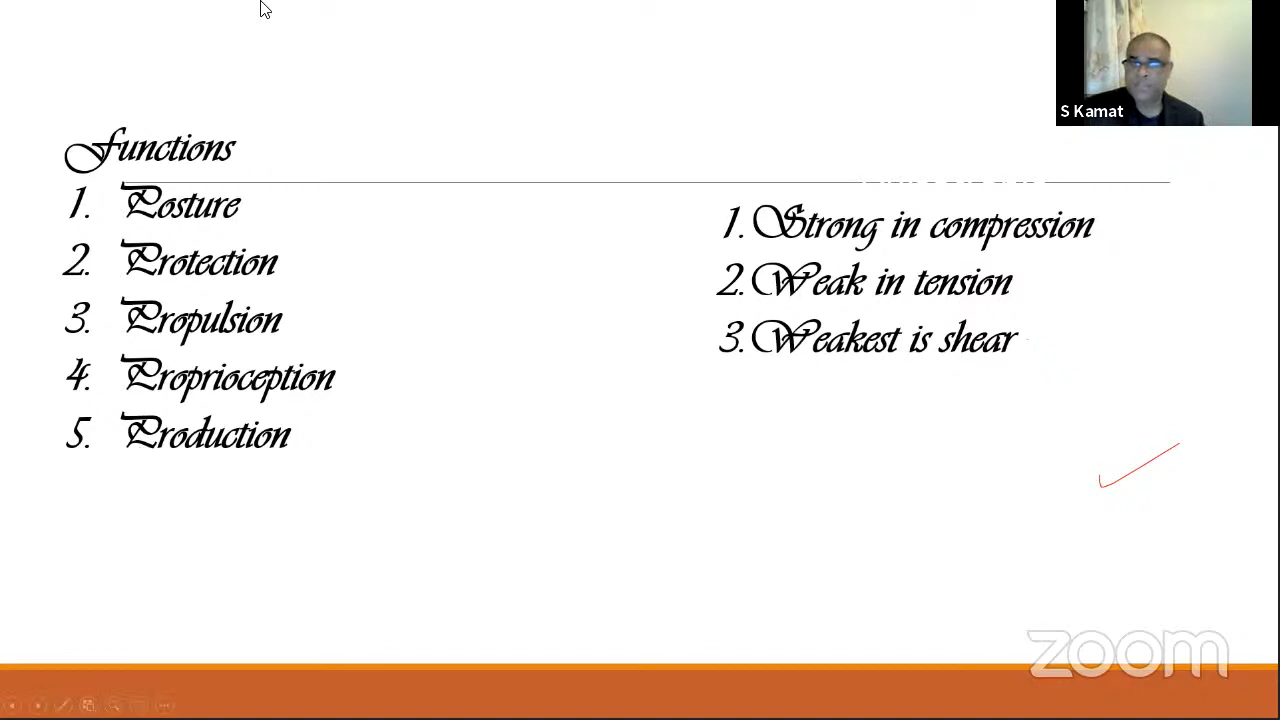 S Kamat
Functions
1. Posture
2. Protection
3. Propulsion
4. Proprioception
5. Production
1. Strong in compression
2. Weak in tension
3. Weakest is shear
zoom